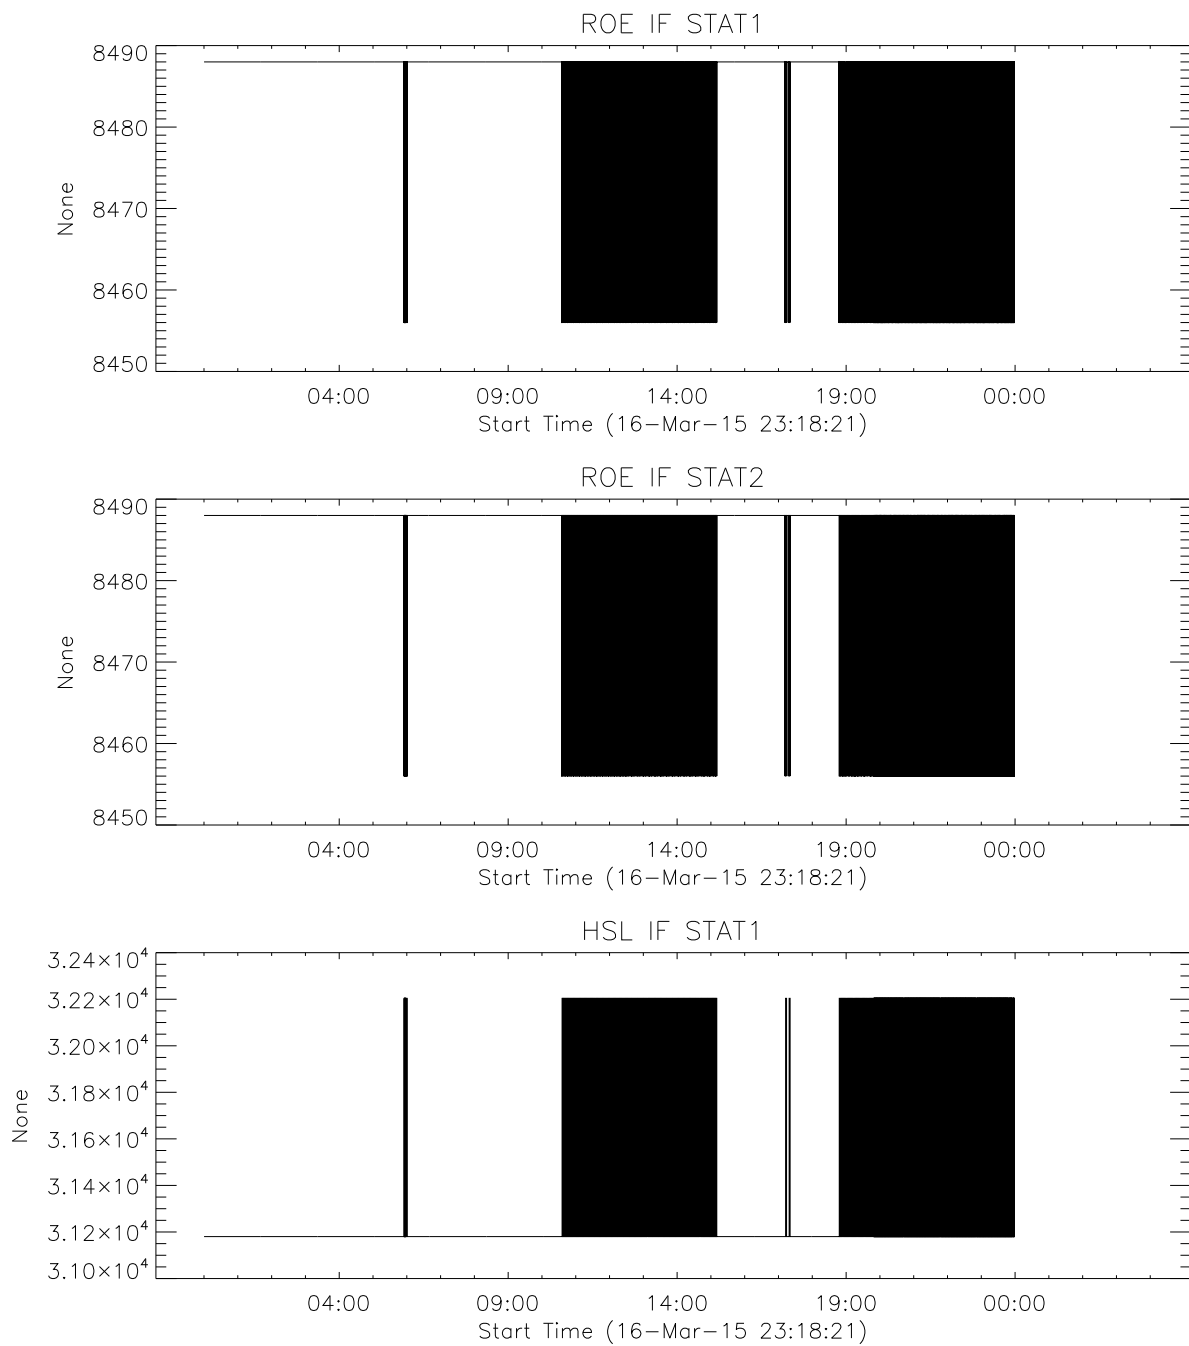 ROE IF STAT1
8490
8480
8470
8460
8450
None
04:00 09:00 14:00 19:00 00:00
Start Time (16-Mar-15 23:18:21)
ROE IF STAT2
8490
8480
8470
8460
8450
None
04:00 09:00 14:00 19:00 00:00
Start Time (16-Mar-15 23:18:21)
HSL IF STAT1
3.24×10⁴
3.22×10⁴
3.20×10⁴
3.18×10⁴
3.16×10⁴
3.14×10⁴
3.12×10⁴
3.10×10⁴
None
04:00 09:00 14:00 19:00 00:00
Start Time (16-Mar-15 23:18:21)